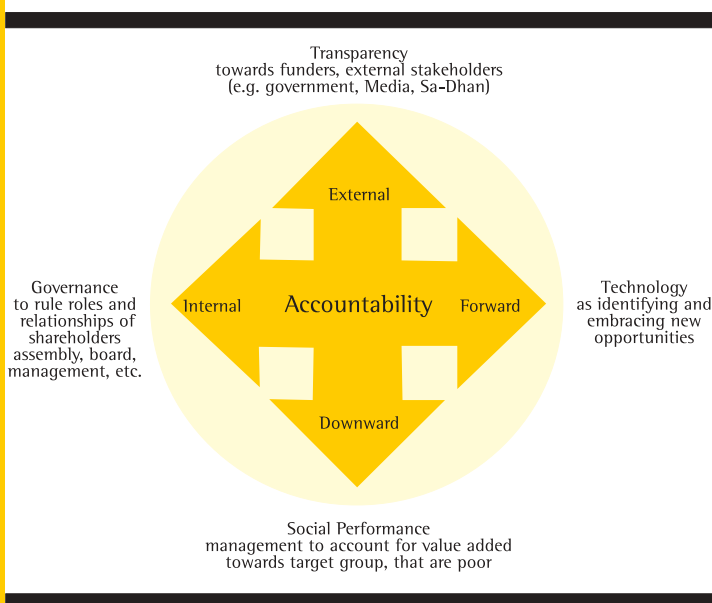 Transparency
towards funders, external stakeholders
(e.g. government, Media, Sa-Dhan)
External
Governance
to rule roles and
relationships of
shareholders
assembly, board,
management, etc.
Internal
Accountability
Forward
Technology
as identifying and
embracing new
opportunities
Downward
Social Performance
management to account for value added
towards target group, that are poor